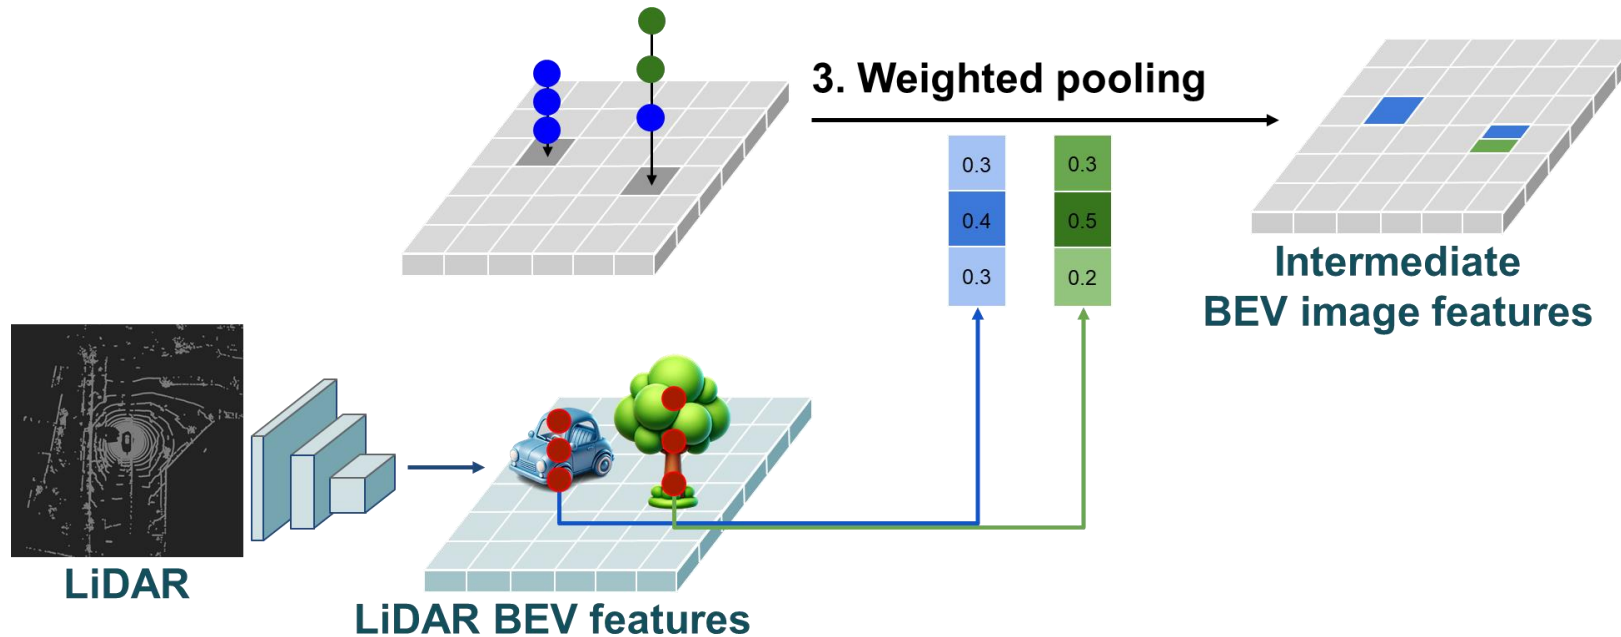 3. Weighted pooling
0.3
0.4
0.3
0.3
0.5
0.2
Intermediate
BEV image features
LiDAR
LiDAR BEV features